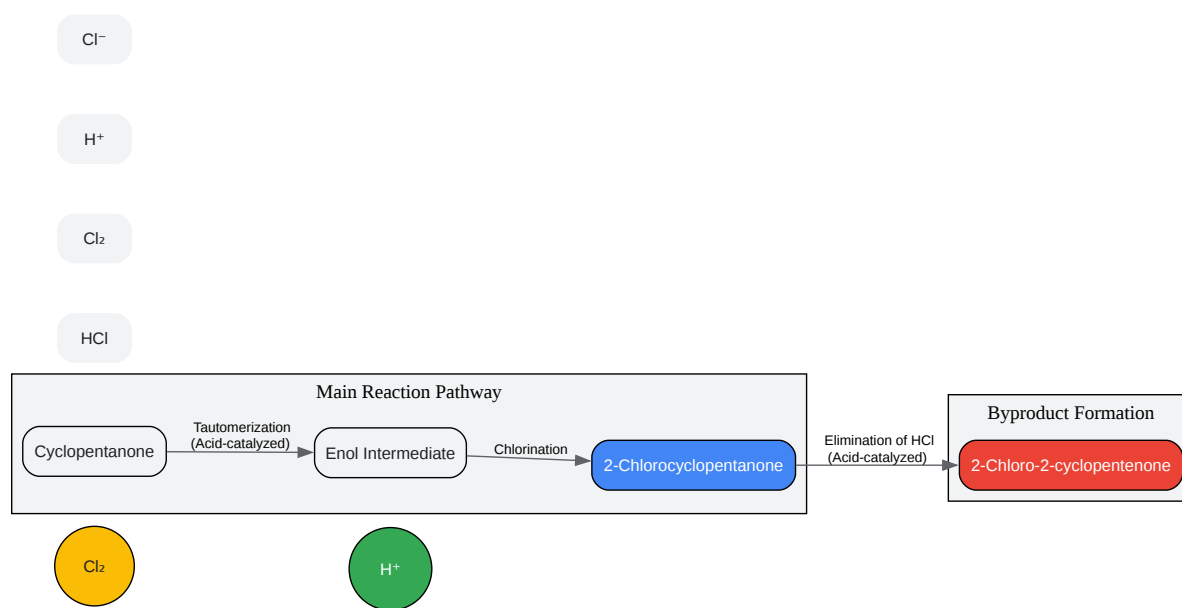 Cl⁻
H⁺
Cl₂
HCl
Main Reaction Pathway
Cyclopentanone
Tautomerization
(Acid-catalyzed)
Enol Intermediate
Chlorination
2-Chlorocyclopentanone
Elimination of HCl
(Acid-catalyzed)
Byproduct Formation
2-Chloro-2-cyclopentenone
Cl₂
H⁺